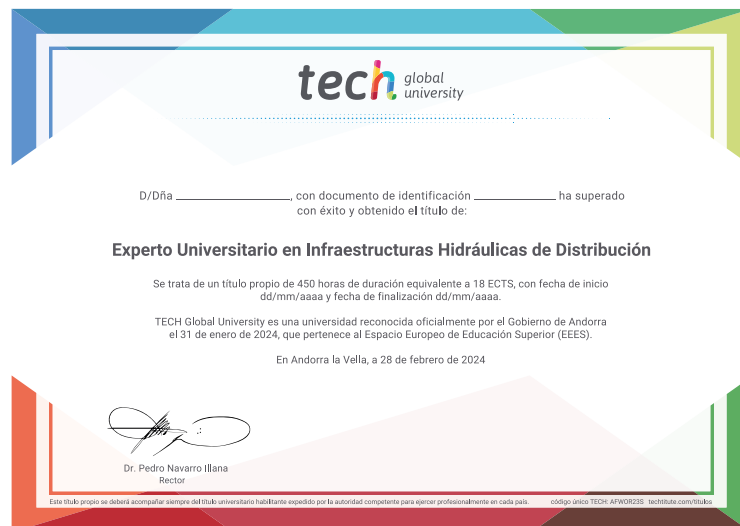 tech global university
D/Dña ____________________, con documento de identificación ______________ ha superado
con éxito y obtenido el título de:
Experto Universitario en Infraestructuras Hidráulicas de Distribución
Se trata de un título propio de 450 horas de duración equivalente a 18 ECTS, con fecha de inicio
dd/mm/aaaa y fecha de finalización dd/mm/aaaa.
TECH Global University es una universidad reconocida oficialmente por el Gobierno de Andorra
el 31 de enero de 2024, que pertenece al Espacio Europeo de Educación Superior (EEES).
En Andorra la Vella, a 28 de febrero de 2024
Dr. Pedro Navarro Illana
Rector
Este título propio se deberá acompañar siempre del título universitario habilitante expedido por la autoridad competente para ejercer profesionalmente en cada país. código único TECH: AFWOR23S techtitute.com/titulos